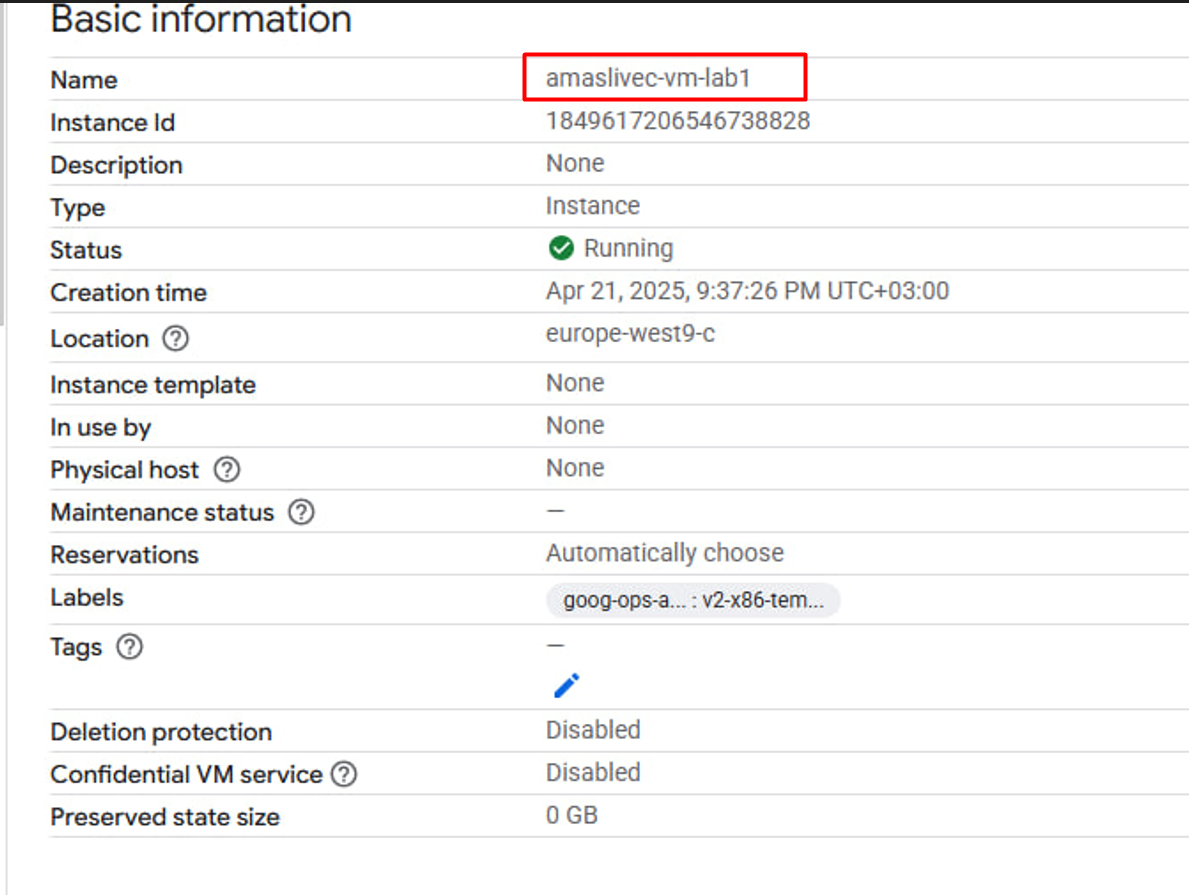 Basic information
Name amaslivec-vm-lab1
Instance Id 1849617206546738828
Description None
Type Instance
Status Running
Creation time Apr 21, 2025, 9:37:26 PM UTC+03:00
Location europe-west9-c
Instance template None
In use by None
Physical host None
Maintenance status —
Reservations Automatically choose
Labels goog-ops-a... : v2-x86-tem...
Tags —
Deletion protection Disabled
Confidential VM service Disabled
Preserved state size 0 GB